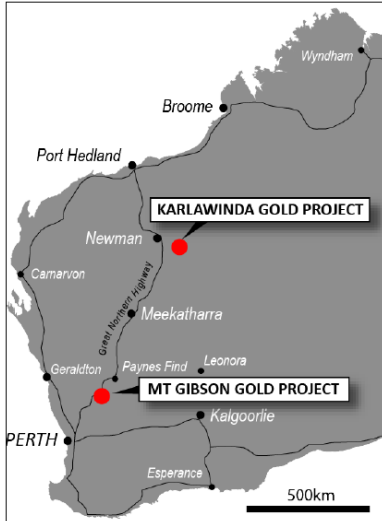 Wyndham
Broome
Port Hedland
KARLAWINDA GOLD PROJECT
Newman
Carnarvon
Great Northern Highway
Meekatharra
Geraldton
Paynes Find
Leonora
MT GIBSON GOLD PROJECT
PERTH
Kalgoorlie
Esperance
500km